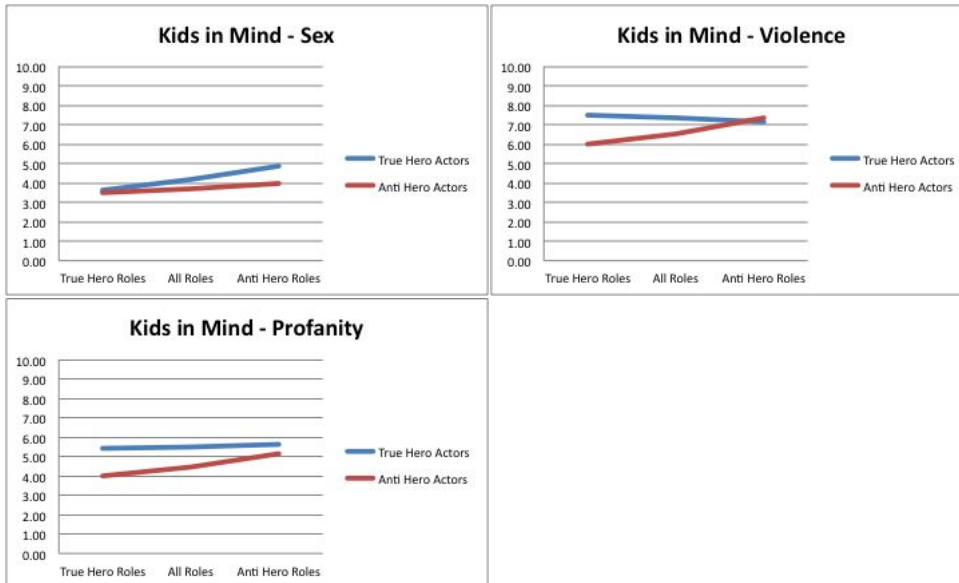 Kids in Mind - Sex
10.00
9.00
8.00
7.00
6.00
5.00
4.00
3.00
2.00
1.00
0.00
True Hero Actors
Anti Hero Actors
True Hero Roles All Roles Anti Hero Roles
Kids in Mind - Violence
10.00
9.00
8.00
7.00
6.00
5.00
4.00
3.00
2.00
1.00
0.00
True Hero Actors
Anti Hero Actors
True Hero Roles All Roles Anti Hero Roles
Kids in Mind - Profanity
10.00
9.00
8.00
7.00
6.00
5.00
4.00
3.00
2.00
1.00
0.00
True Hero Actors
Anti Hero Actors
True Hero Roles All Roles Anti Hero Roles